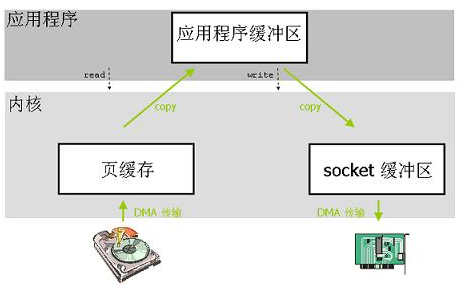 应用程序
应用程序缓冲区
read
write
内核
copy
copy
页缓存
socket 缓冲区
DMA 传输
DMA 传输